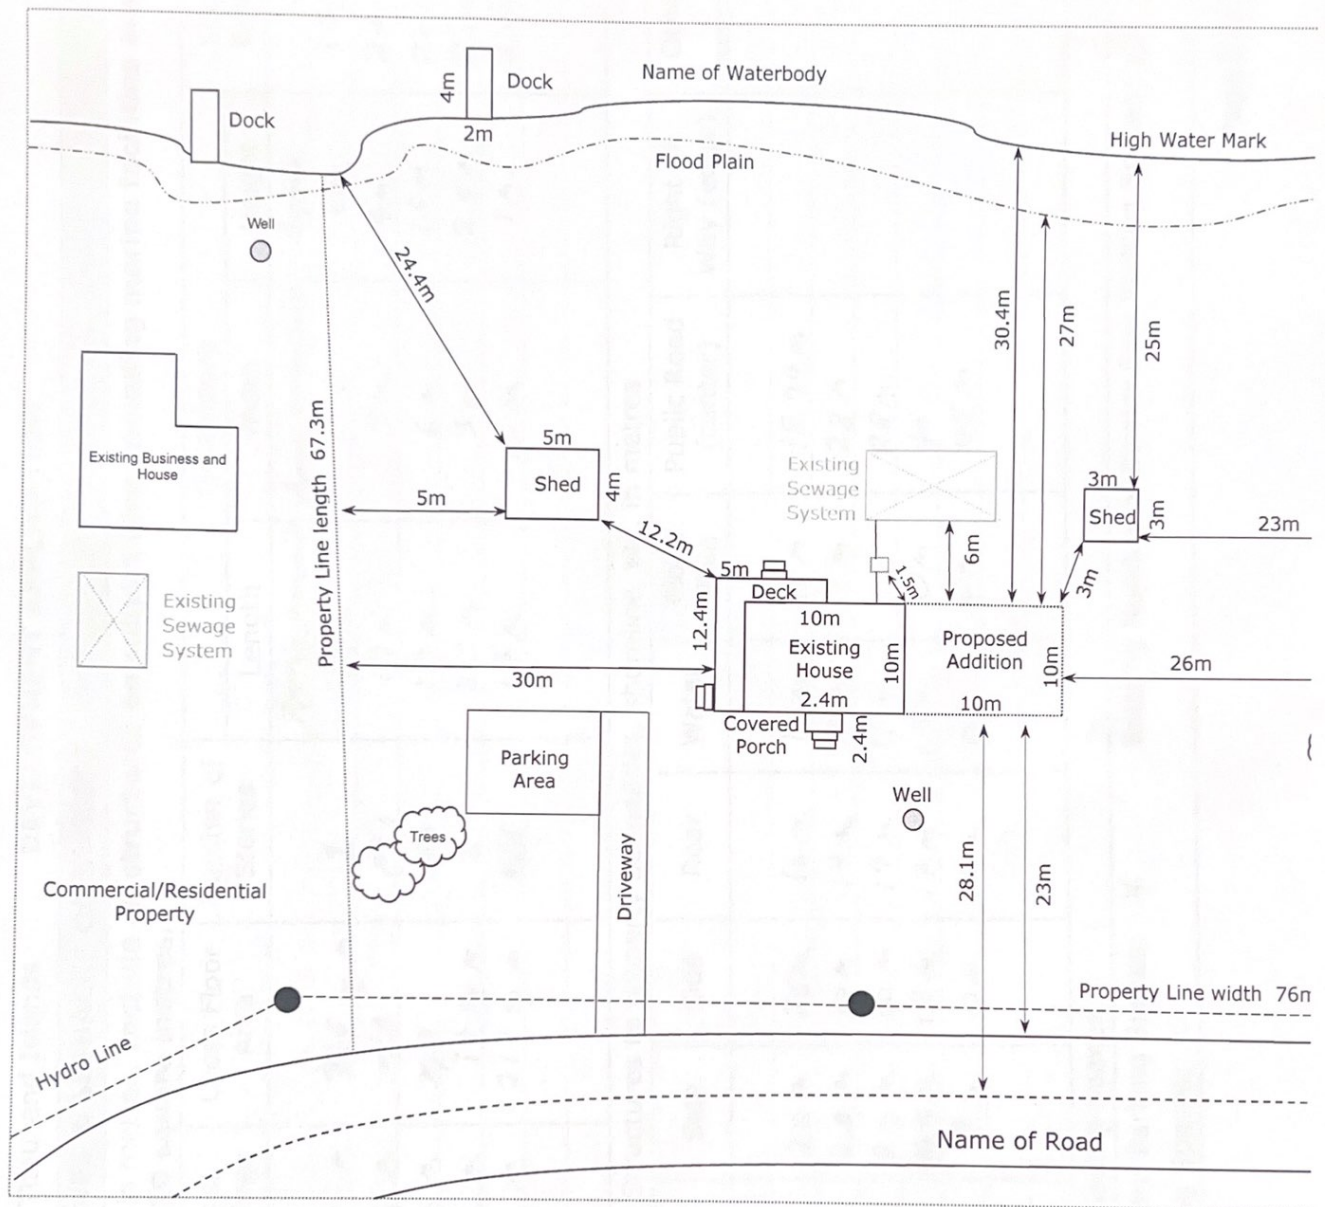 Name of Waterbody
4m
Dock
Dock
2m
High Water Mark
Flood Plain
Well
24.4m
30.4m
27m
25m
Property Line length 67.3m
Existing Business and
House
5m
Shed
4m
5m
Existing
Sewage
System
3m
Shed
3m
23m
12.2m
6m
1.5m
3m
Existing
Sewage
System
5m
Deck
12.4m
10m
Existing
House
10m
2.4m
Proposed
Addition
10m
10m
26m
30m
Covered
Porch
2.4m
Parking
Area
Well
Trees
Driveway
28.1m
23m
Commercial/Residential
Property
Property Line width 76m
Hydro Line
Name of Road